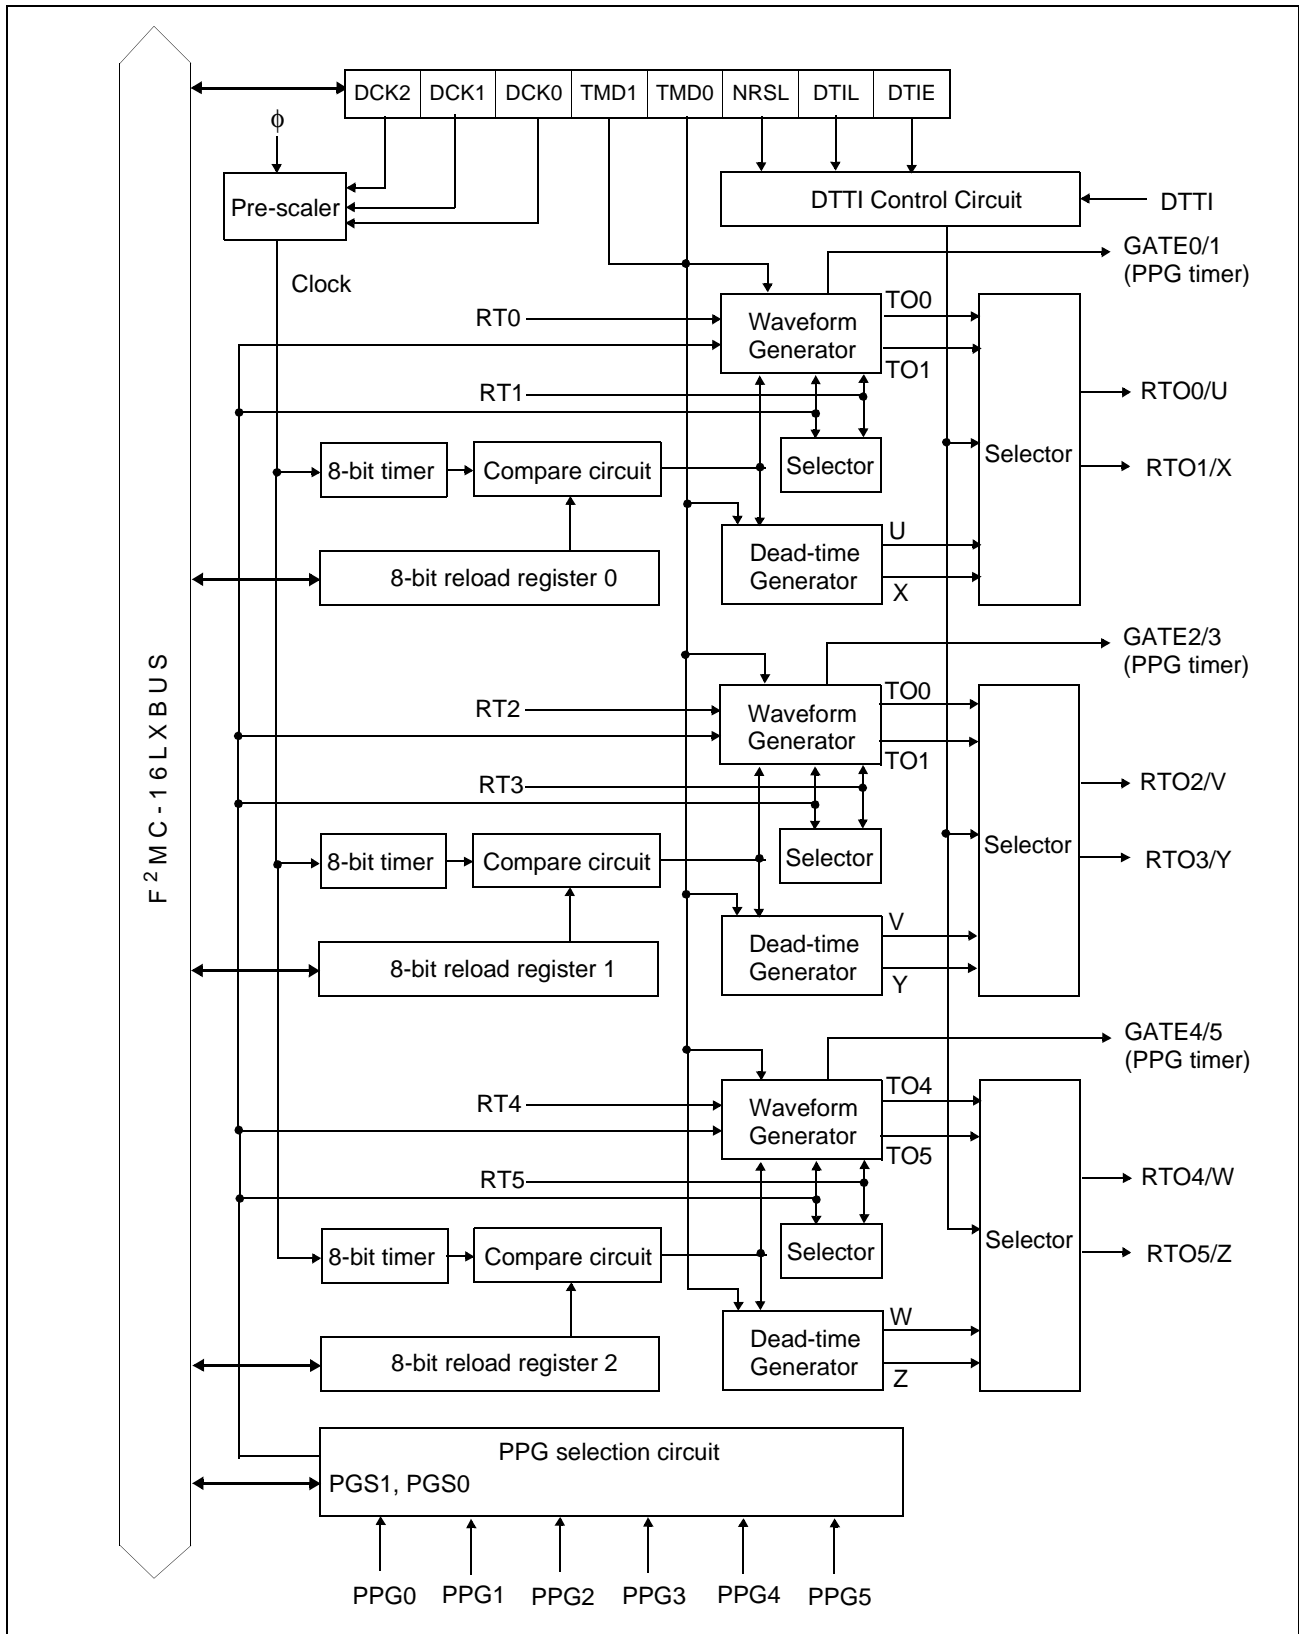 DCK2 DCK1 DCK0 TMD1 TMD0 NRSL DTIL DTIE
ϕ
Pre-scaler
DTTI Control Circuit
DTTI
GATE0/1
(PPG timer)
Clock
RT0
Waveform
Generator
TO0
TO1
RT1
RTO0/U
8-bit timer
Compare circuit
Selector
Selector
RTO1/X
8-bit reload register 0
Dead-time
Generator
U
X
GATE2/3
(PPG timer)
RT2
Waveform
Generator
TO0
TO1
RT3
RTO2/V
8-bit timer
Compare circuit
Selector
Selector
RTO3/Y
8-bit reload register 1
Dead-time
Generator
V
Y
F²MC-16LXBUS
GATE4/5
(PPG timer)
RT4
Waveform
Generator
TO4
TO5
RT5
RTO4/W
8-bit timer
Compare circuit
Selector
Selector
RTO5/Z
8-bit reload register 2
Dead-time
Generator
W
Z
PPG selection circuit
PGS1, PGS0
PPG0 PPG1 PPG2 PPG3 PPG4 PPG5